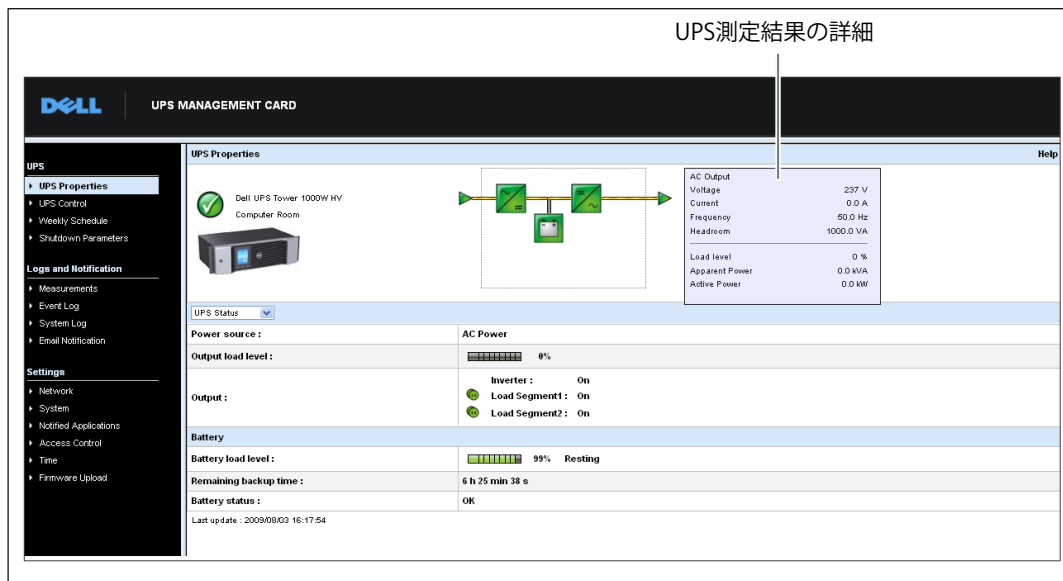 UPS測定結果の詳細
DELL
UPS MANAGEMENT CARD
UPS
UPS Properties
UPS Control
Weekly Schedule
Shutdown Parameters
Logs and Notification
Measurements
Event Log
System Log
Email Notification
Settings
Network
System
Notified Applications
Access Control
Time
Firmware Upload
UPS Properties Help
Dell UPS Tower 1000W HV
Computer Room
AC Output
Voltage 237 V
Current 0.0 A
Frequency 50.0 Hz
Headroom 1000.0 VA
Load level 0 %
Apparent Power 0.0 kVA
Active Power 0.0 kW
UPS Status
Power source : AC Power
Output load level : 0%
Output :
Inverter : On
Load Segment1 : On
Load Segment2 : On
Battery
Battery load level : 99% Resting
Remaining backup time : 6 h 25 min 38 s
Battery status : OK
Last update : 2009/08/03 16:17:54